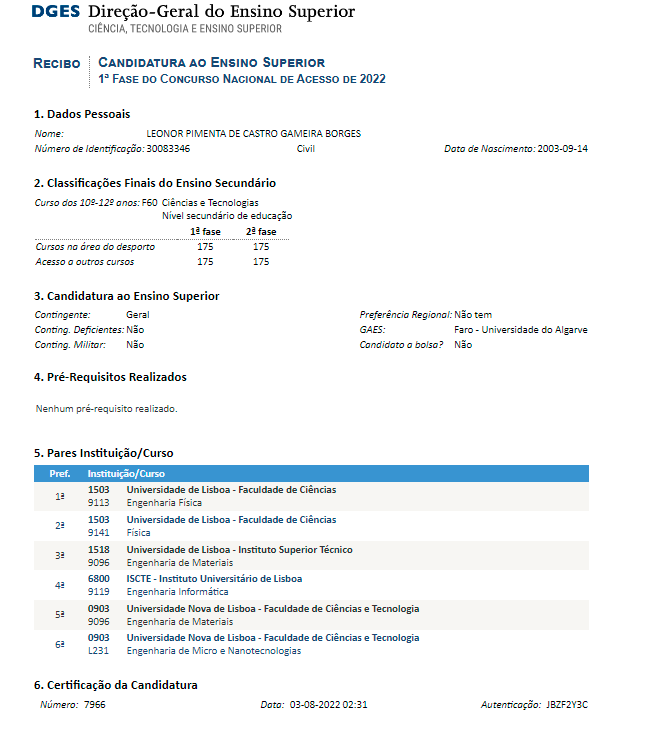 DGES Direção-Geral do Ensino Superior
CIÊNCIA, TECNOLOGIA E ENSINO SUPERIOR
RECIBO CANDIDATURA AO ENSINO SUPERIOR
1ª FASE DO CONCURSO NACIONAL DE ACESSO DE 2022
1. Dados Pessoais
Nome: LEONOR PIMENTA DE CASTRO GAMEIRA BORGES
Número de Identificação: 30083346 Civil Data de Nascimento: 2003-09-14
2. Classificações Finais do Ensino Secundário
Curso dos 10º-12º anos: F60 Ciências e Tecnologias
Nível secundário de educação
1ª fase 2ª fase
Cursos na área do desporto 175 175
Acesso a outros cursos 175 175
3. Candidatura ao Ensino Superior
Contingente: Geral Preferência Regional: Não tem
Conting. Deficientes: Não GAES: Faro - Universidade do Algarve
Conting. Militar: Não Candidato a bolsa? Não
4. Pré-Requisitos Realizados
Nenhum pré-requisito realizado.
5. Pares Instituição/Curso
Pref. Instituição/Curso
1ª 1503 Universidade de Lisboa - Faculdade de Ciências
9113 Engenharia Física
2ª 1503 Universidade de Lisboa - Faculdade de Ciências
9141 Física
3ª 1518 Universidade de Lisboa - Instituto Superior Técnico
9096 Engenharia de Materiais
4ª 6800 ISCTE - Instituto Universitário de Lisboa
9119 Engenharia Informática
5ª 0903 Universidade Nova de Lisboa - Faculdade de Ciências e Tecnologia
9096 Engenharia de Materiais
6ª 0903 Universidade Nova de Lisboa - Faculdade de Ciências e Tecnologia
L231 Engenharia de Micro e Nanotecnologias
6. Certificação da Candidatura
Número: 7966 Data: 03-08-2022 02:31 Autenticação: JBZF2Y3C